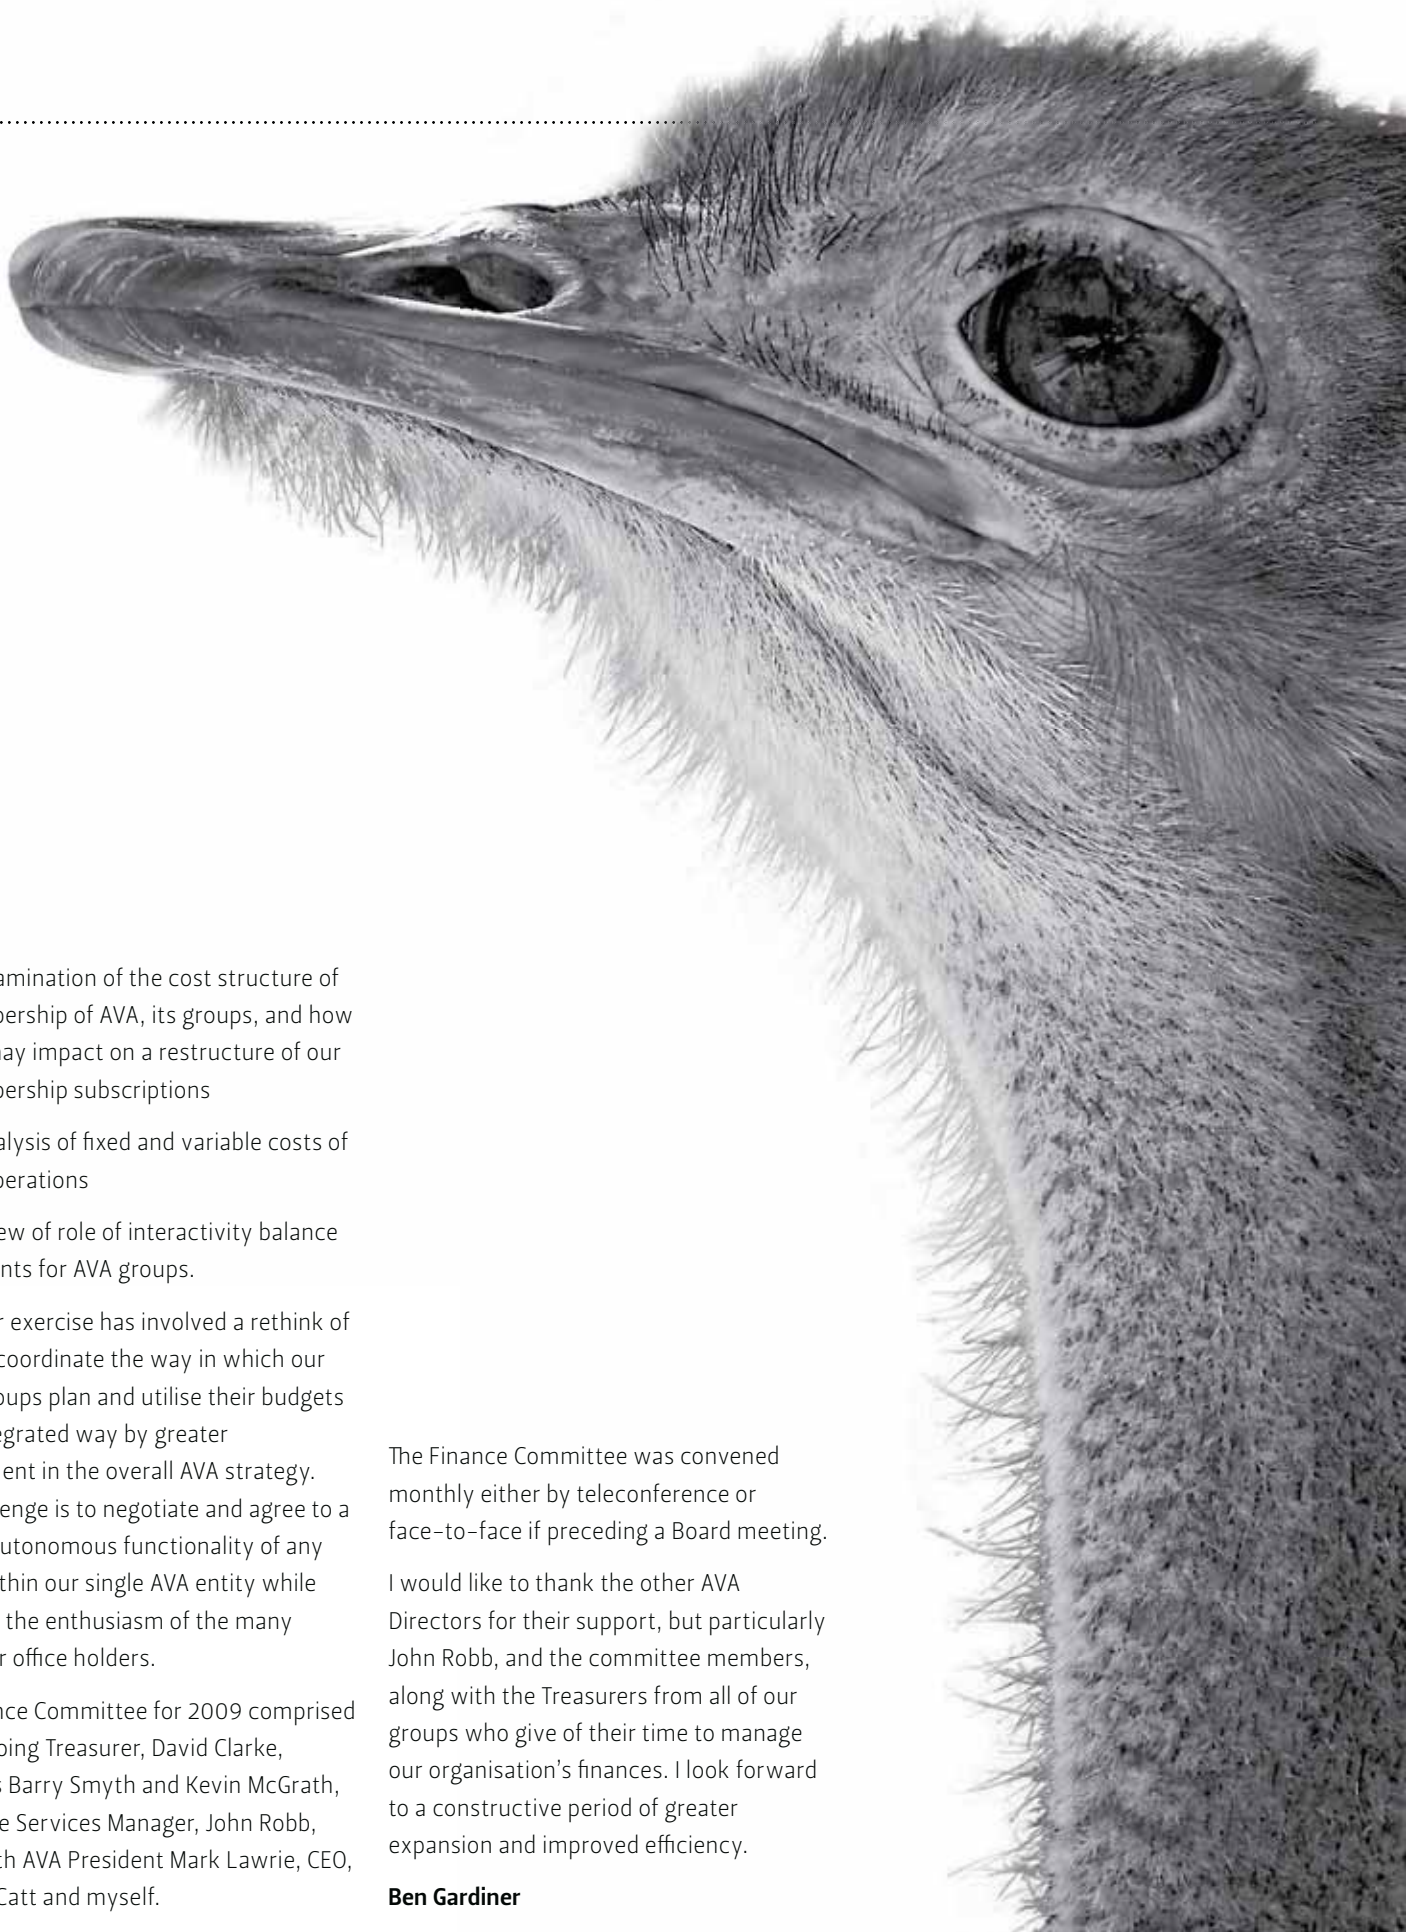 amination of the cost structure of
bership of AVA, its groups, and how
ay impact on a restructure of our
bership subscriptions
alysis of fixed and variable costs of
perations
ew of role of interactivity balance
nts for AVA groups.
r exercise has involved a rethink of
coordinate the way in which our
oups plan and utilise their budgets
egrated way by greater
ent in the overall AVA strategy.
enge is to negotiate and agree to a
utonomous functionality of any
thin our single AVA entity while
the enthusiasm of the many
r office holders.
nce Committee for 2009 comprised
oing Treasurer, David Clarke,
s Barry Smyth and Kevin McGrath,
e Services Manager, John Robb,
th AVA President Mark Lawrie, CEO,
Catt and myself.
The Finance Committee was convened
monthly either by teleconference or
face-to-face if preceding a Board meeting.
I would like to thank the other AVA
Directors for their support, but particularly
John Robb, and the committee members,
along with the Treasurers from all of our
groups who give of their time to manage
our organisation's finances. I look forward
to a constructive period of greater
expansion and improved efficiency.
Ben Gardiner